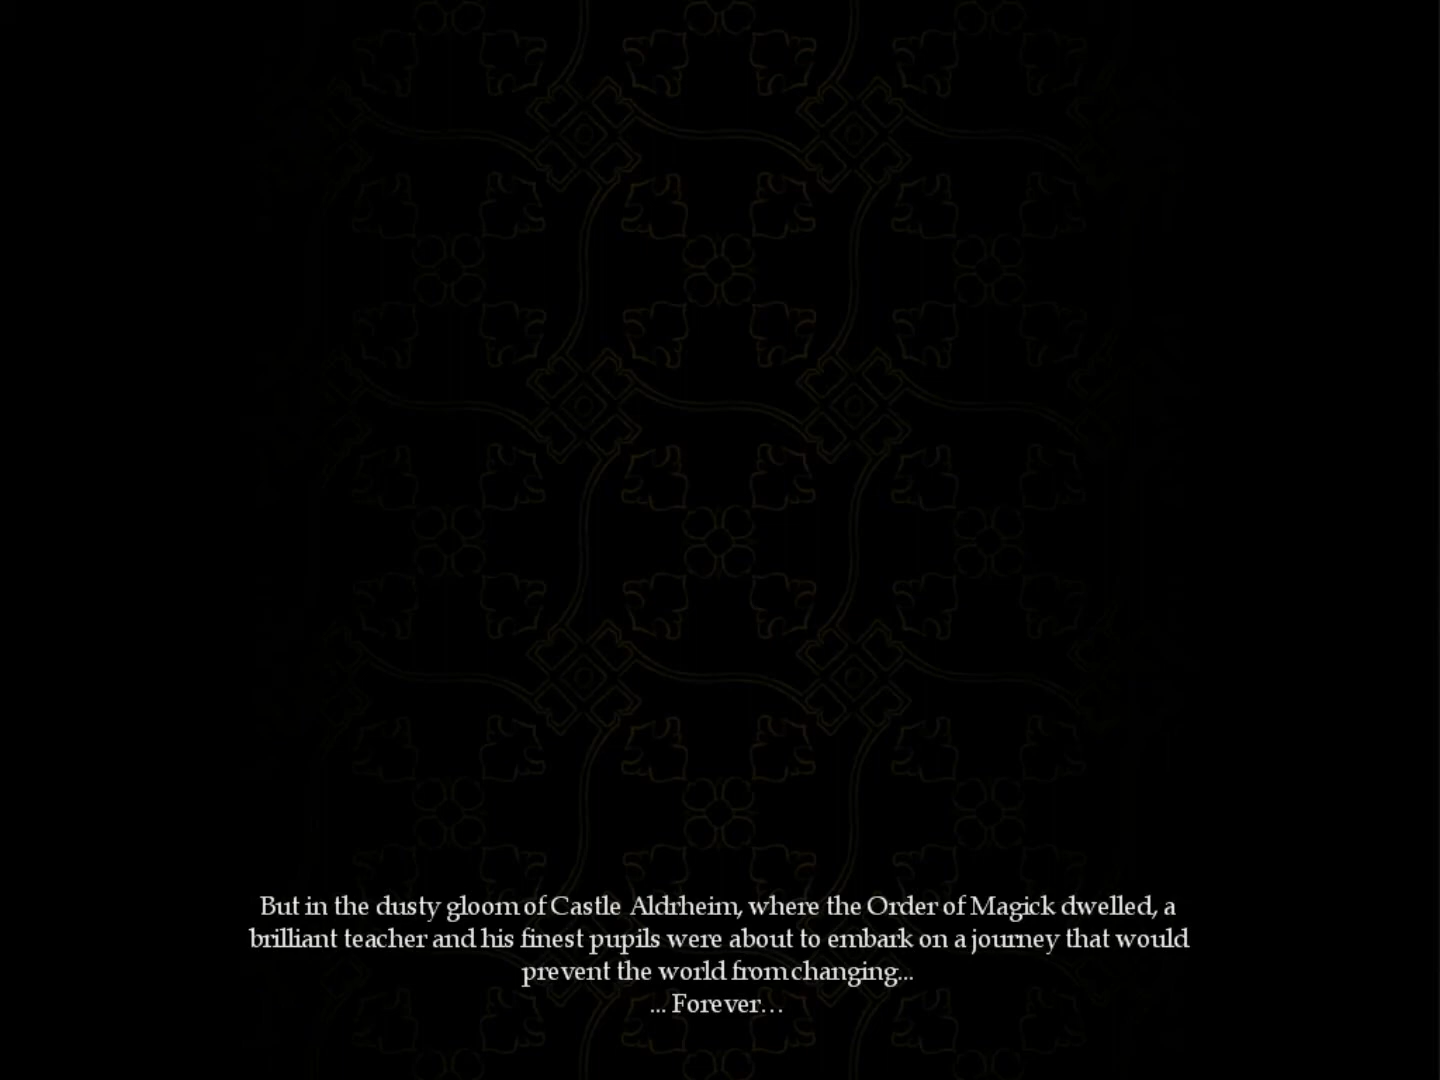 But in the dusty gloom of Castle Aldrheim, where the Order of Magick dwelled, a
brilliant teacher and his finest pupils were about to embark on a journey that would
prevent the world from changing...
... Forever...